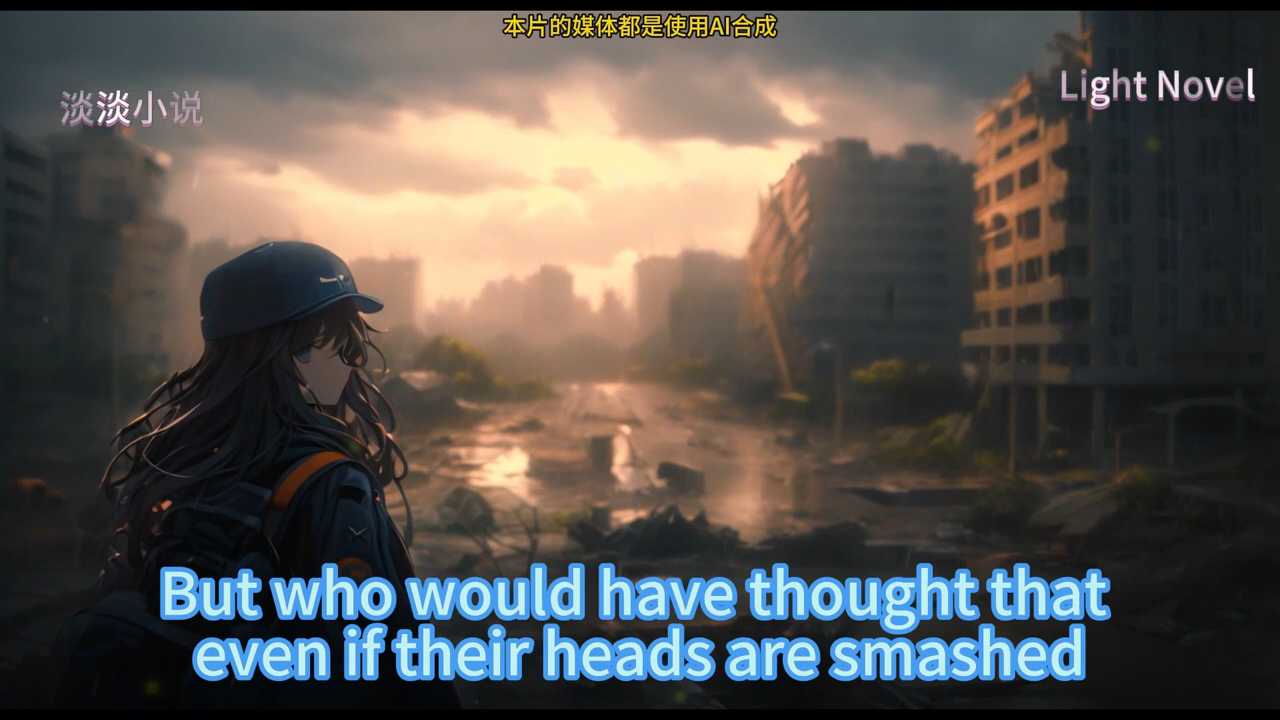 本片的媒体都是使用AI合成
淡淡小说
Light Novel
But who would have thought that
even if their heads are smashed